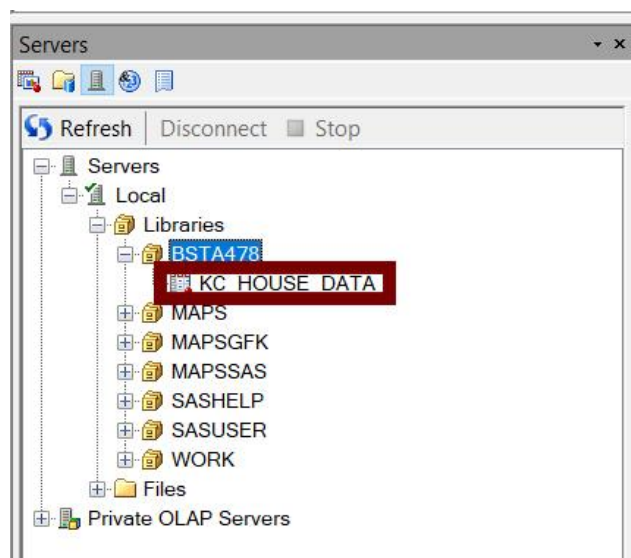 Servers
Refresh Disconnect Stop
Servers
Local
Libraries
BSTA478
KC_HOUSE_DATA
MAPS
MAPSGFK
MAPSSAS
SASHELP
SASUSER
WORK
Files
Private OLAP Servers